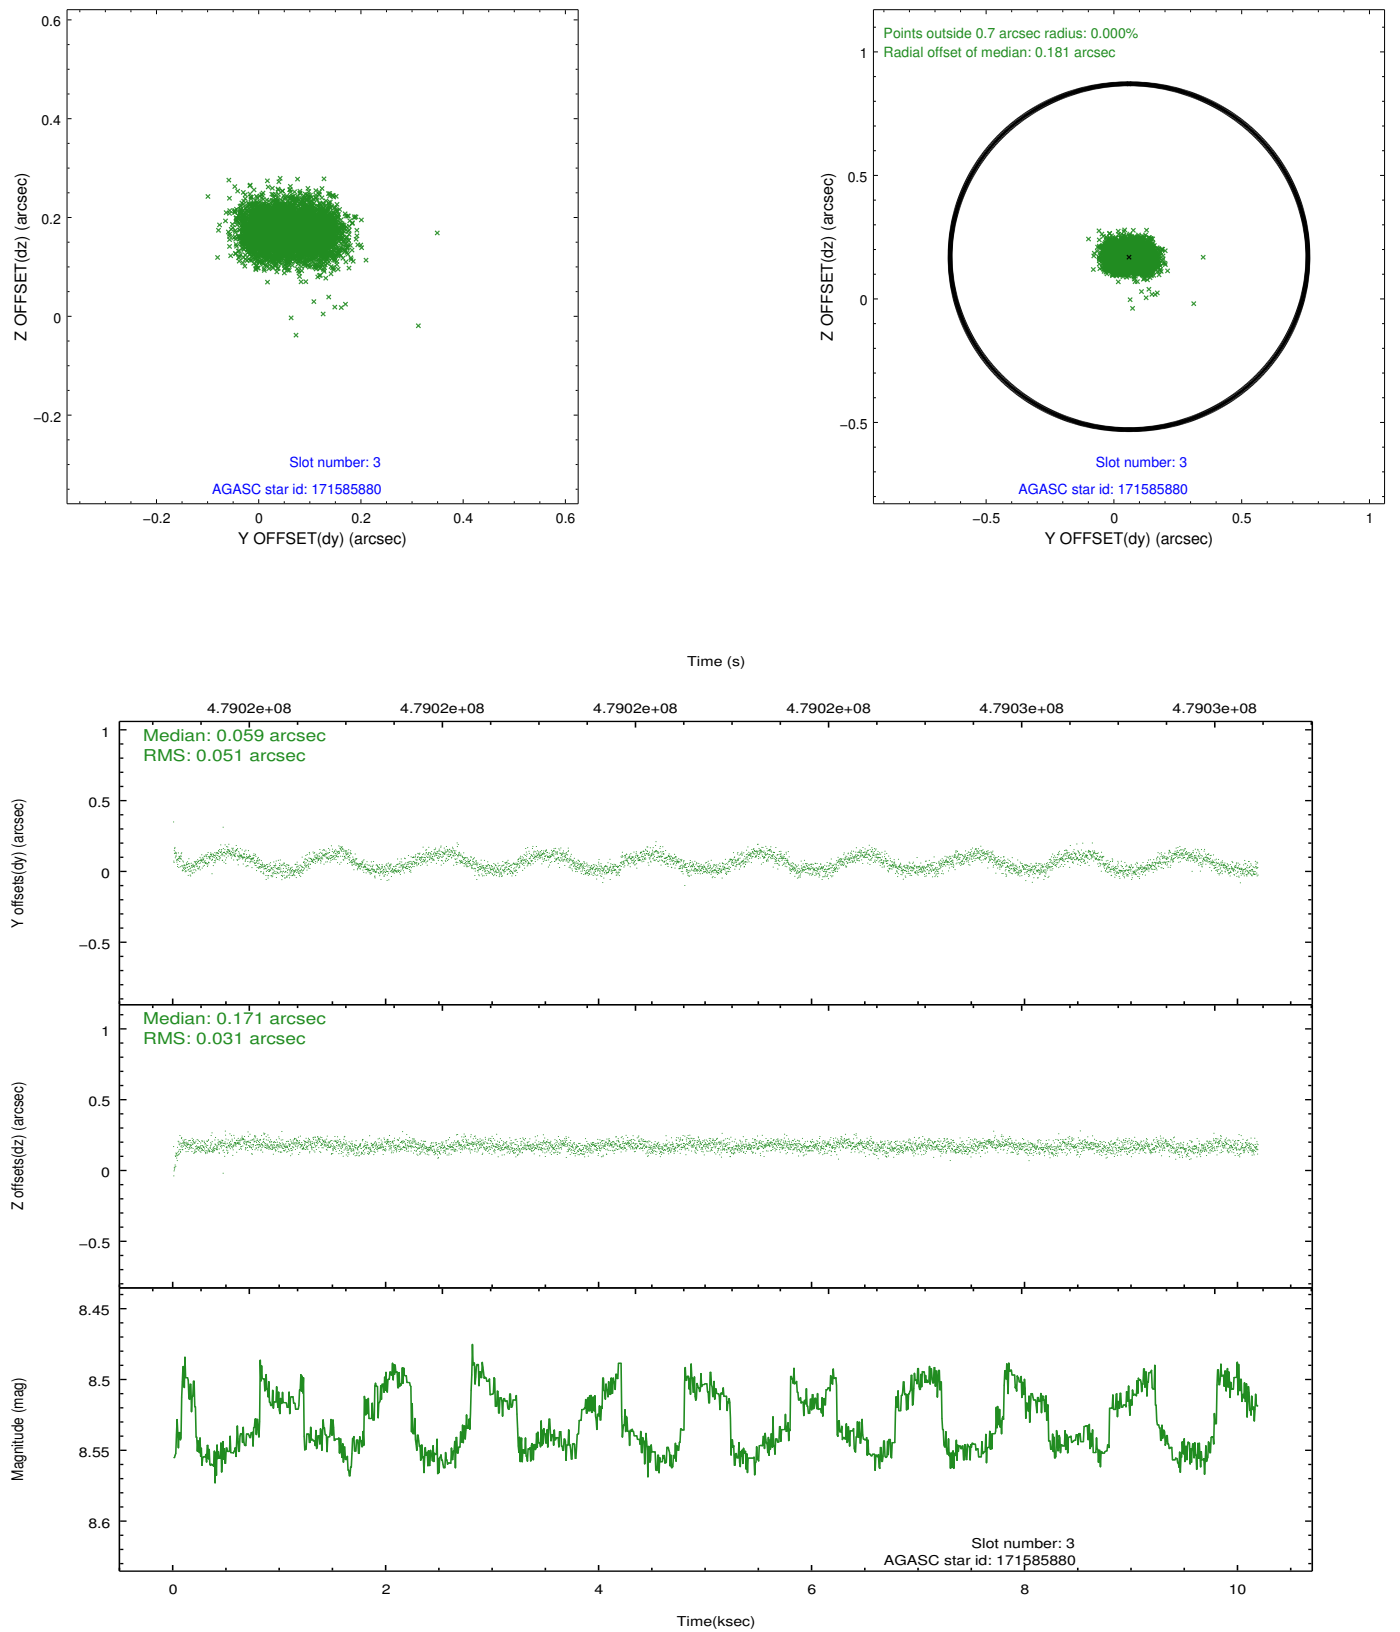 0.6
0.4
0.2
0
−0.2
Z OFFSET(dz) (arcsec)
Slot number: 3
AGASC star id: 171585880
−0.2 0 0.2 0.4 0.6
Y OFFSET(dy) (arcsec)
Points outside 0.7 arcsec radius: 0.000%
Radial offset of median: 0.181 arcsec
1
0.5
0
−0.5
Z OFFSET(dz) (arcsec)
Slot number: 3
AGASC star id: 171585880
−0.5 0 0.5 1
Y OFFSET(dy) (arcsec)
Time (s)
4.7902e+08 4.7902e+08 4.7902e+08 4.7902e+08 4.7903e+08 4.7903e+08
Median: 0.059 arcsec
RMS: 0.051 arcsec
1
0.5
0
−0.5
Y offsets(dy) (arcsec)
Median: 0.171 arcsec
RMS: 0.031 arcsec
1
0.5
0
−0.5
Z offsets(dz) (arcsec)
8.45
8.5
8.55
8.6
Magnitude (mag)
Slot number: 3
AGASC star id: 171585880
0 2 4 6 8 10
Time(ksec)